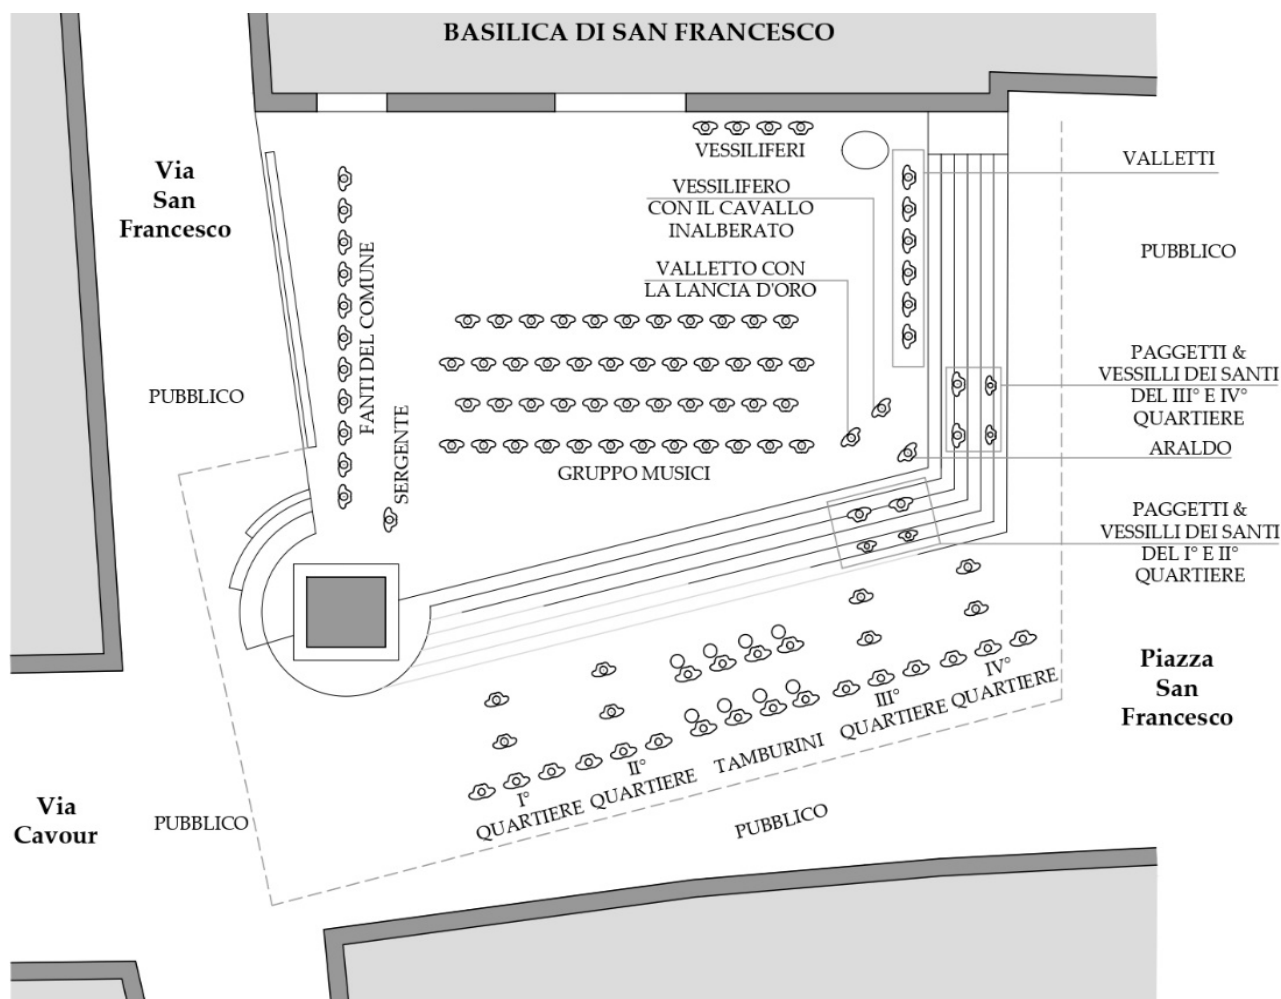 BASILICA DI SAN FRANCESCO
Via
San
Francesco
VESSILIFERI
VALLETTI
VESSILIFERO
CON IL CAVALLO
INALBERATO
PUBBLICO
VALLETTO CON
LA LANCIA D'ORO
FANTI DEL COMUNE
PUBBLICO
PAGGETTI &
VESSILLI DEI SANTI
DEL III° E IV°
QUARTIERE
SERGENTE
GRUPPO MUSICI
ARALDO
PAGGETTI &
VESSILLI DEI SANTI
DEL I° E II°
QUARTIERE
Piazza
San
Francesco
I°
QUARTIERE
II°
QUARTIERE
TAMBURINI
III°
QUARTIERE
IV°
QUARTIERE
Via
Cavour
PUBBLICO
PUBBLICO